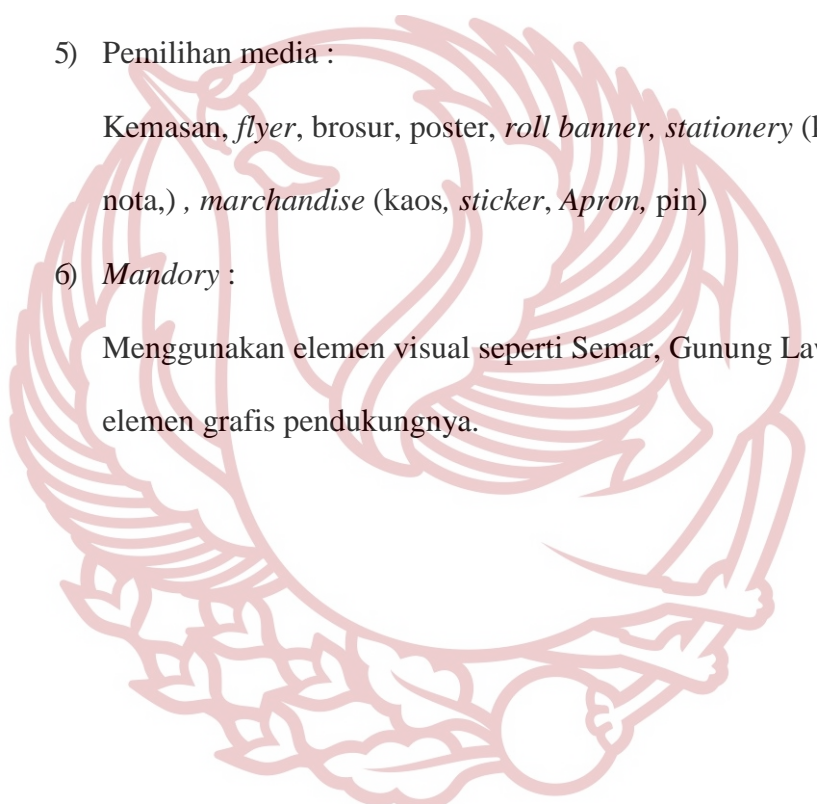 5) Pemilihan media :
Kemasan, flyer, brosur, poster, roll banner, stationery (
nota,) , marchandise (kaos, sticker, Apron, pin)
6) Mandory :
Menggunakan elemen visual seperti Semar, Gunung
elemen grafis pendukungnya.